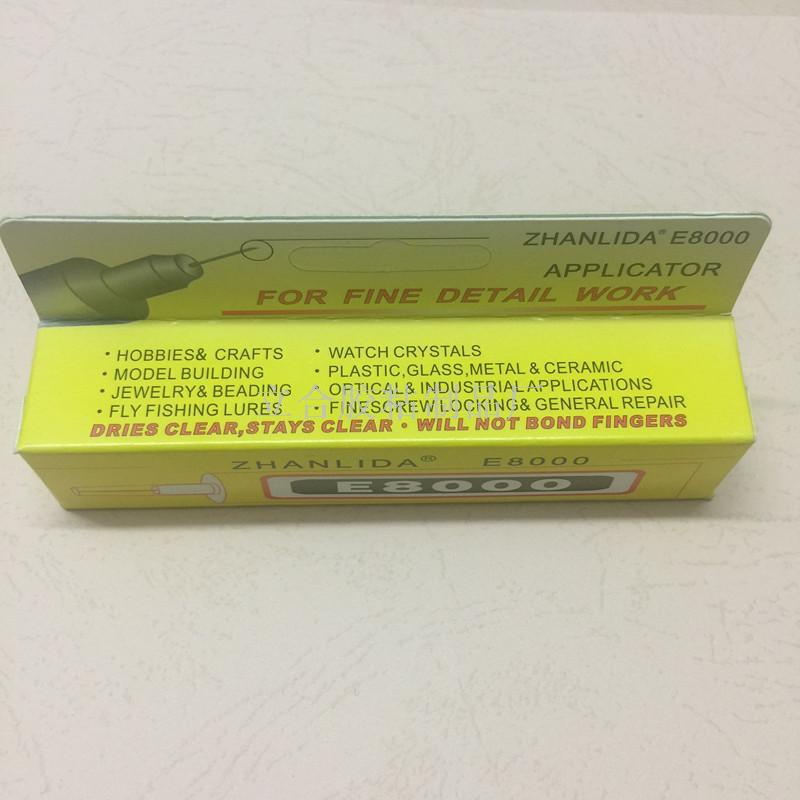 ZHANLIDA® E8000
APPLICATOR
FOR FINE DETAIL WORK
· HOBBIES& CRAFTS
· MODEL BUILDING
· JEWELRY& BEADING
· FLY FISHING LURES
· WATCH CRYSTALS
· PLASTIC,GLASS,METAL & CERAMIC
· OPTICAL & INDUSTRIAL APPLICATIONS
· FINESCREW LOCKING & GENERAL REPAIR
DRIES CLEAR,STAYS CLEAR · WILL NOT BOND FINGERS
ZHANLIDA® E8000
E8000